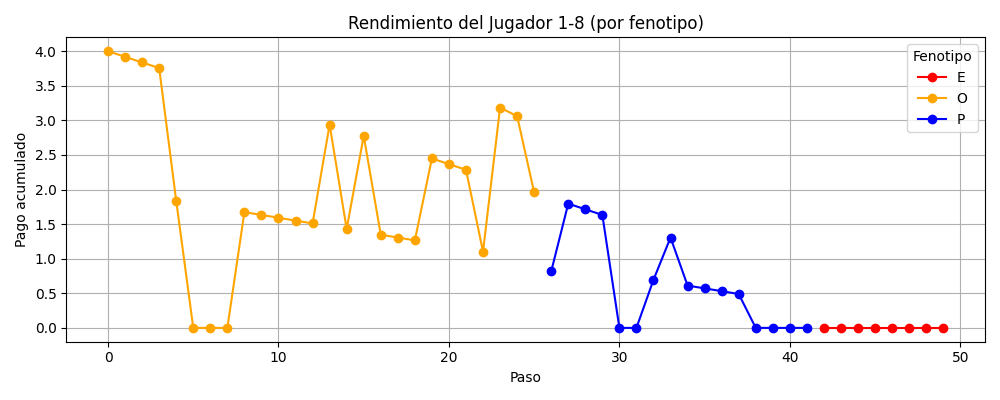 Rendimiento del Jugador 1-8 (por fenotipo)
Pago acumulado
4.0
3.5
3.0
2.5
2.0
1.5
1.0
0.5
0.0
Fenotipo
E
O
P
0 10 20 30 40 50
Paso